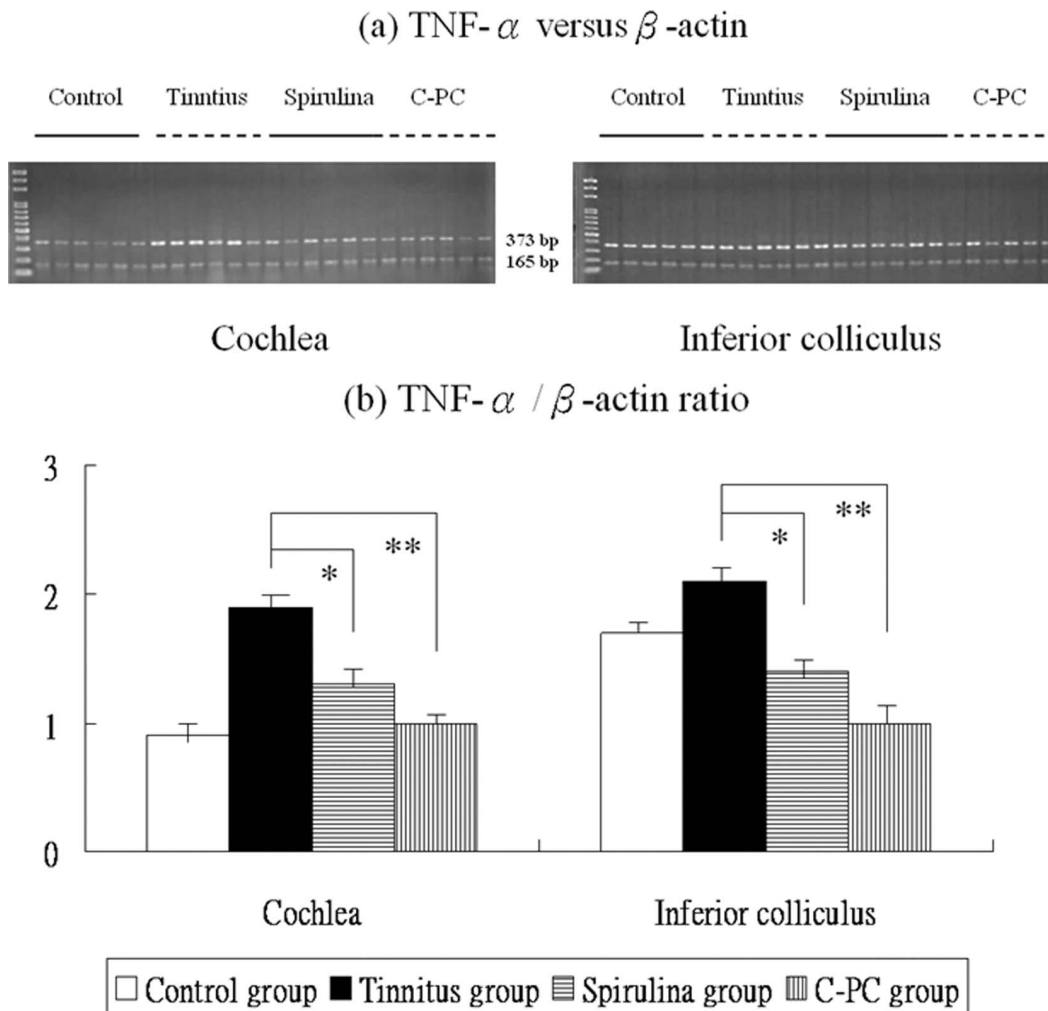 (a) TNF-α versus β-actin
Control Tinntius Spirulina C-PC Control Tinntius Spirulina C-PC
373 bp
165 bp
Cochlea Inferior colliculus
(b) TNF-α / β-actin ratio
3
** **
* *
2
1
0
Cochlea Inferior colliculus
Control group Tinnitus group Spirulina group C-PC group